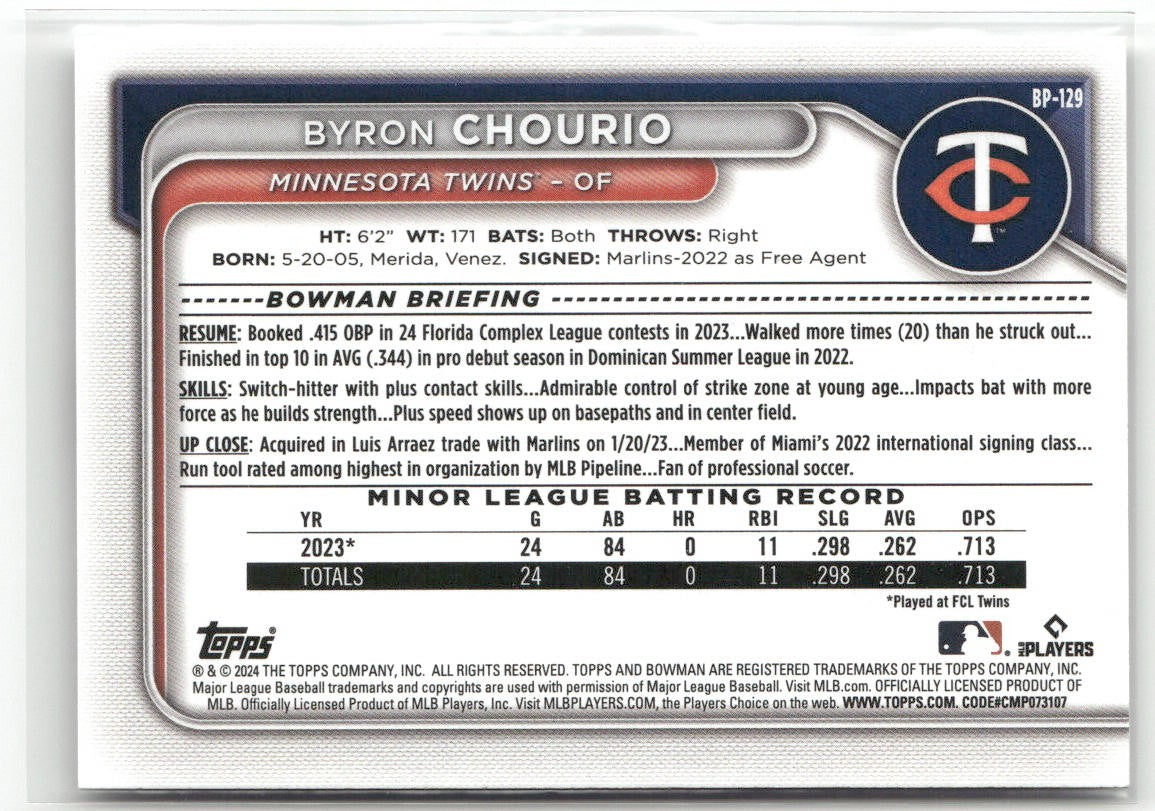 BP-129
BYRON CHOURIO
MINNESOTA TWINS™ – OF
TC™
HT: 6'2" WT: 171 BATS: Both THROWS: Right
BORN: 5-20-05, Merida, Venez. SIGNED: Marlins-2022 as Free Agent
-------BOWMAN BRIEFING ------------------------------------------------
RESUME: Booked .415 OBP in 24 Florida Complex League contests in 2023...Walked more times (20) than he struck out...
Finished in top 10 in AVG (.344) in pro debut season in Dominican Summer League in 2022.
SKILLS: Switch-hitter with plus contact skills...Admirable control of strike zone at young age...Impacts bat with more
force as he builds strength...Plus speed shows up on basepaths and in center field.
UP CLOSE: Acquired in Luis Arraez trade with Marlins on 1/20/23...Member of Miami's 2022 international signing class...
Run tool rated among highest in organization by MLB Pipeline...Fan of professional soccer.
MINOR LEAGUE BATTING RECORD
YR G AB HR RBI SLG AVG OPS
2023* 24 84 0 11 .298 .262 .713
TOTALS 24 84 0 11 .298 .262 .713
*Played at FCL Twins
Topps®
MLB PLAYERS
® & © 2024 THE TOPPS COMPANY, INC. ALL RIGHTS RESERVED. TOPPS AND BOWMAN ARE REGISTERED TRADEMARKS OF THE TOPPS COMPANY, INC.
Major League Baseball trademarks and copyrights are used with permission of Major League Baseball. Visit MLB.com. OFFICIALLY LICENSED PRODUCT OF
MLB. Officially Licensed Product of MLB Players, Inc. Visit MLBPLAYERS.COM, the Players Choice on the web. WWW.TOPPS.COM. CODE#CMP073107